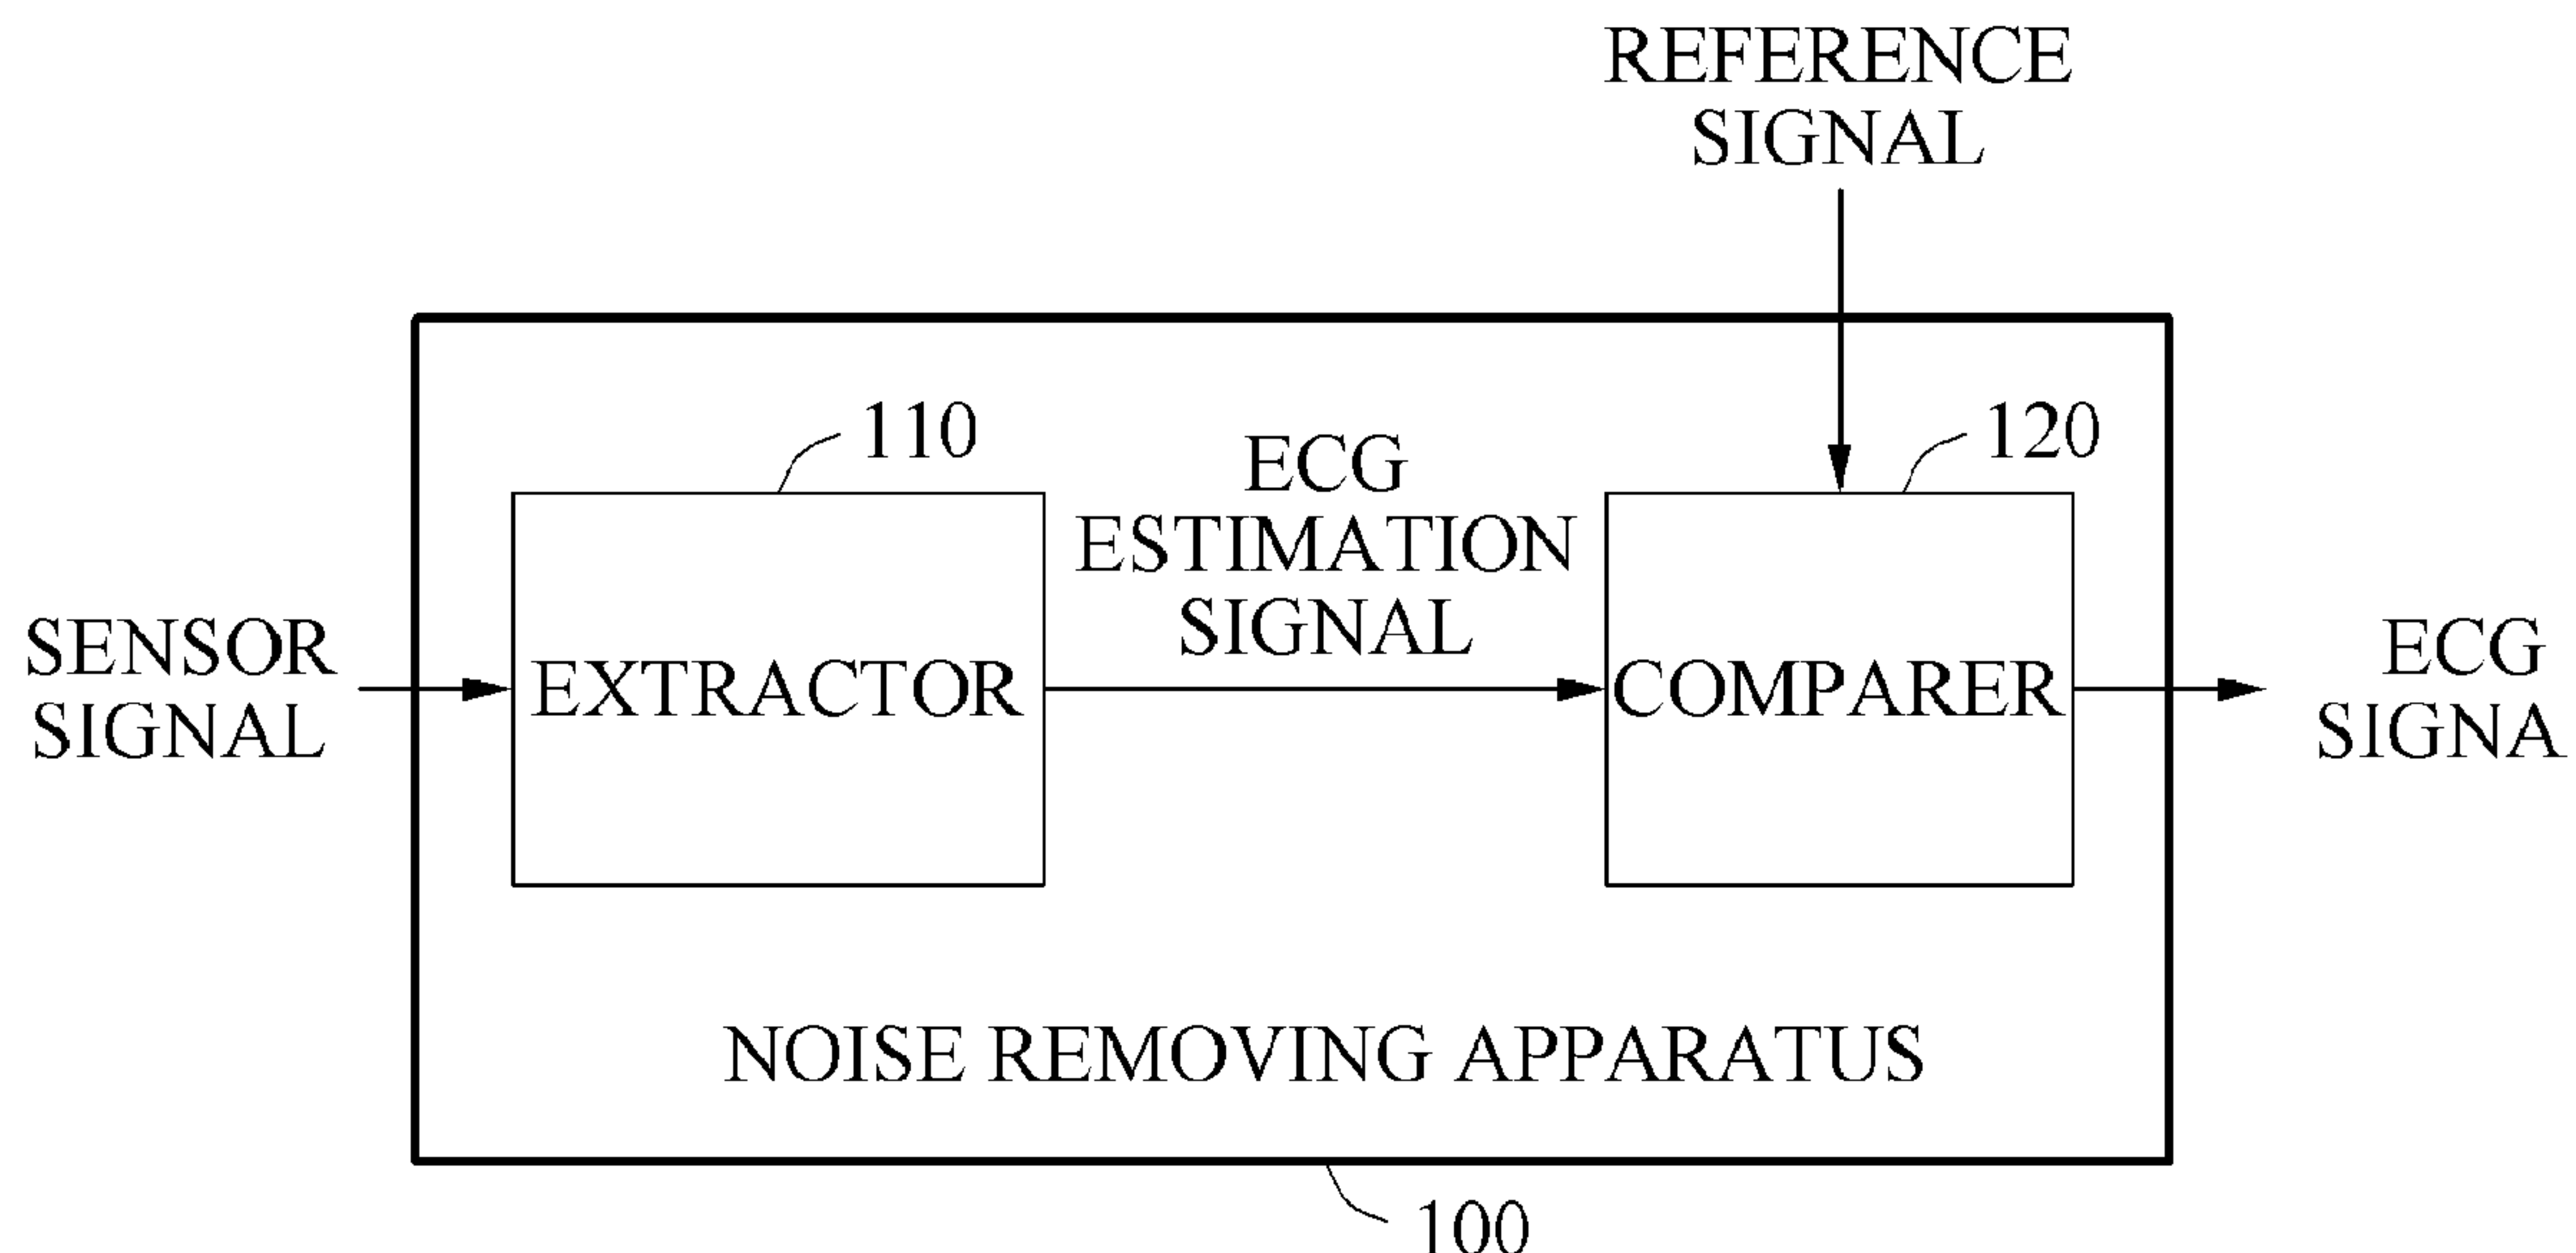 REFERENCE
SIGNAL
110
ECG
ESTIMATION
SIGNAL
120
SENSOR
SIGNAL
EXTRACTOR
COMPARER
ECG
SIGNA
NOISE REMOVING APPARATUS
100